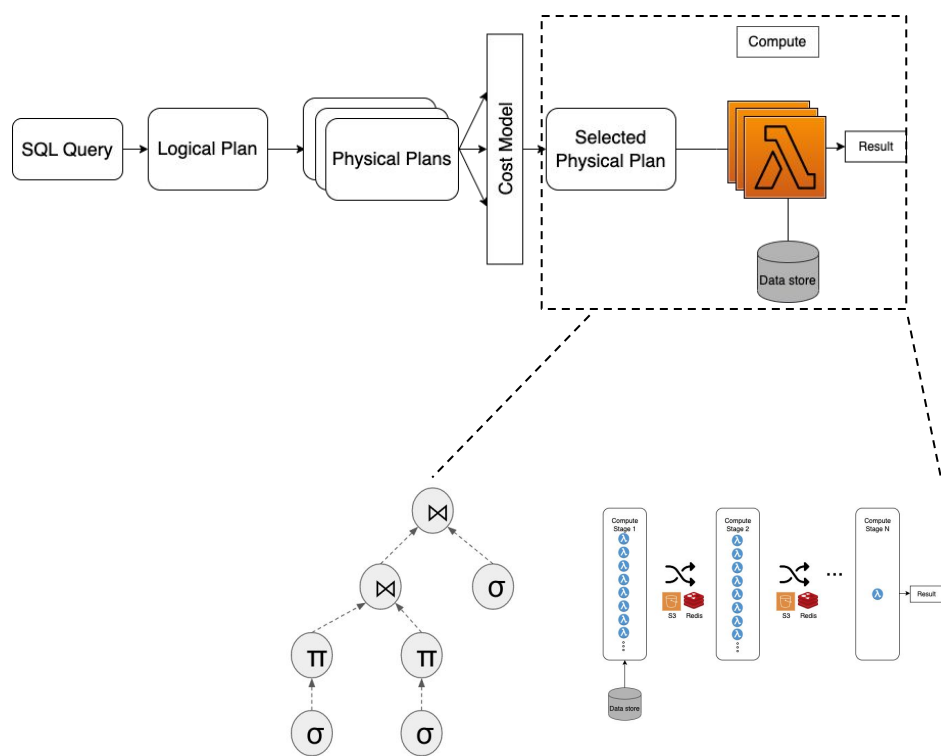 Compute
SQL Query
Logical Plan
Physical Plans
Cost Model
Selected
Physical Plan
Result
Data store
⋈
⋈
σ
π
π
σ
σ
Compute
Stage 1
λ
λ
λ
λ
λ
λ
λ
λ
S3
Redis
Compute
Stage 2
λ
λ
λ
λ
λ
λ
λ
λ
S3
Redis
...
Compute
Stage N
λ
Result
Data store